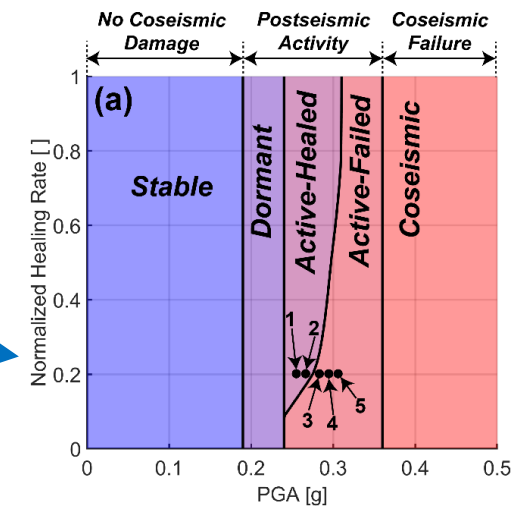 No Coseismic Damage
Postseismic Activity
Coseismic Failure
(a)
Stable
Dormant
Active-Healed
Active-Failed
Coseismic
Normalized Healing Rate [ ]
1
0.8
0.6
0.4
0.2
0
1
2
3
4
5
0
0.1
0.2
0.3
0.4
0.5
PGA [g]